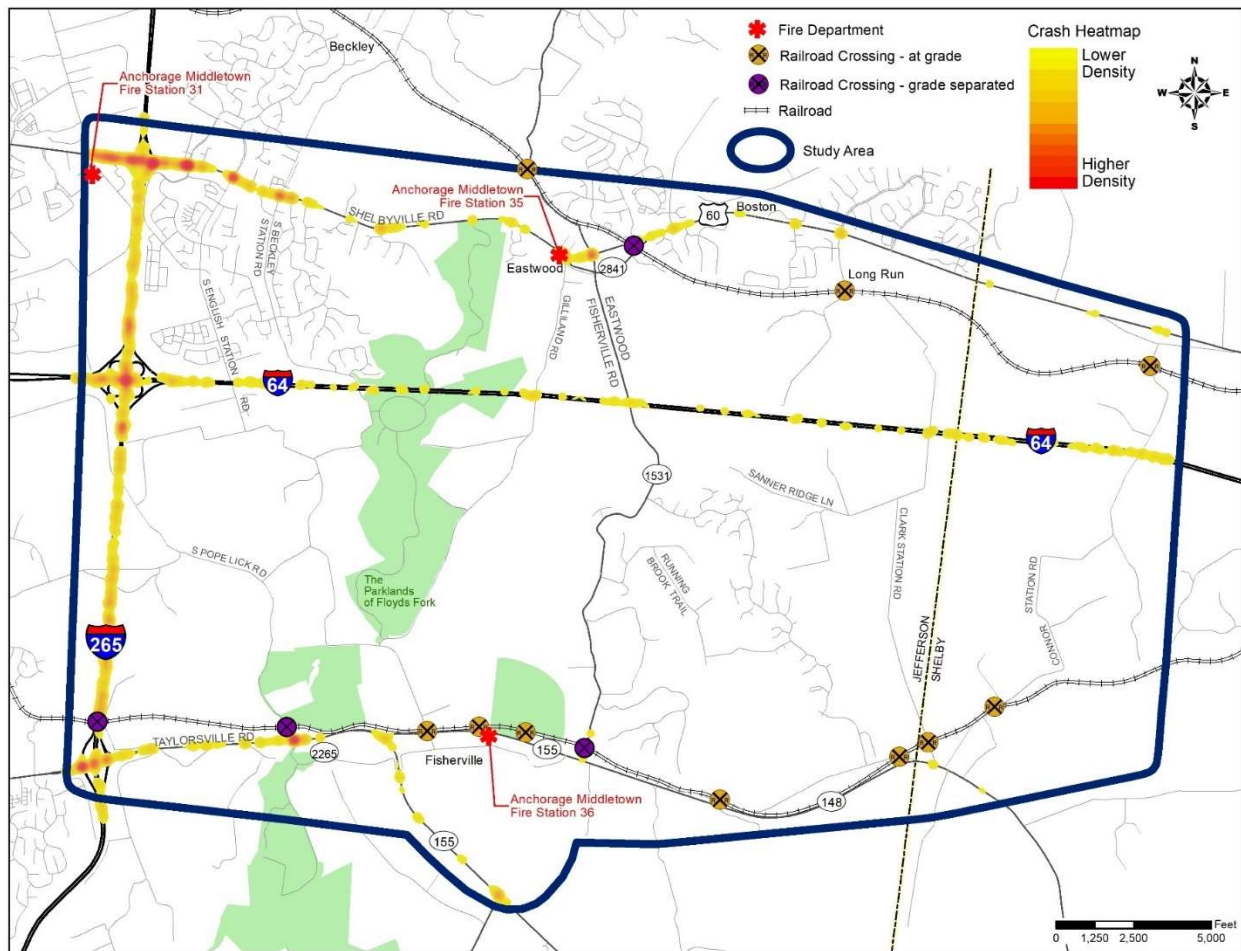 Beckley
Anchorage Middletown
Fire Station 31
Fire Department
Railroad Crossing - at grade
Railroad Crossing - grade separated
Railroad
Study Area
Crash Heatmap
Lower
Density
Higher
Density
N
W E
S
Anchorage Middletown
Fire Station 35
SHELBYVILLE RD
S BECKLEY
STATION RD
Boston
60
Eastwood
2841
Long Run
S ENGLISH STATION
RD
GILLILAND RD
EASTWOOD
FISHERVILLE RD
64
64
1531
SANNER RIDGE LN
CLARK STATION RD
S POPE LICK RD
The
Parklands
of Floyds Fork
RUNNING
BROOK TRAIL
STATION RD
CONNOR
265
JEFFERSON
SHELBY
TAYLORSVILLE RD
2265
Fisherville
155
148
Anchorage Middletown
Fire Station 36
155
Feet
0 1,250 2,500 5,000